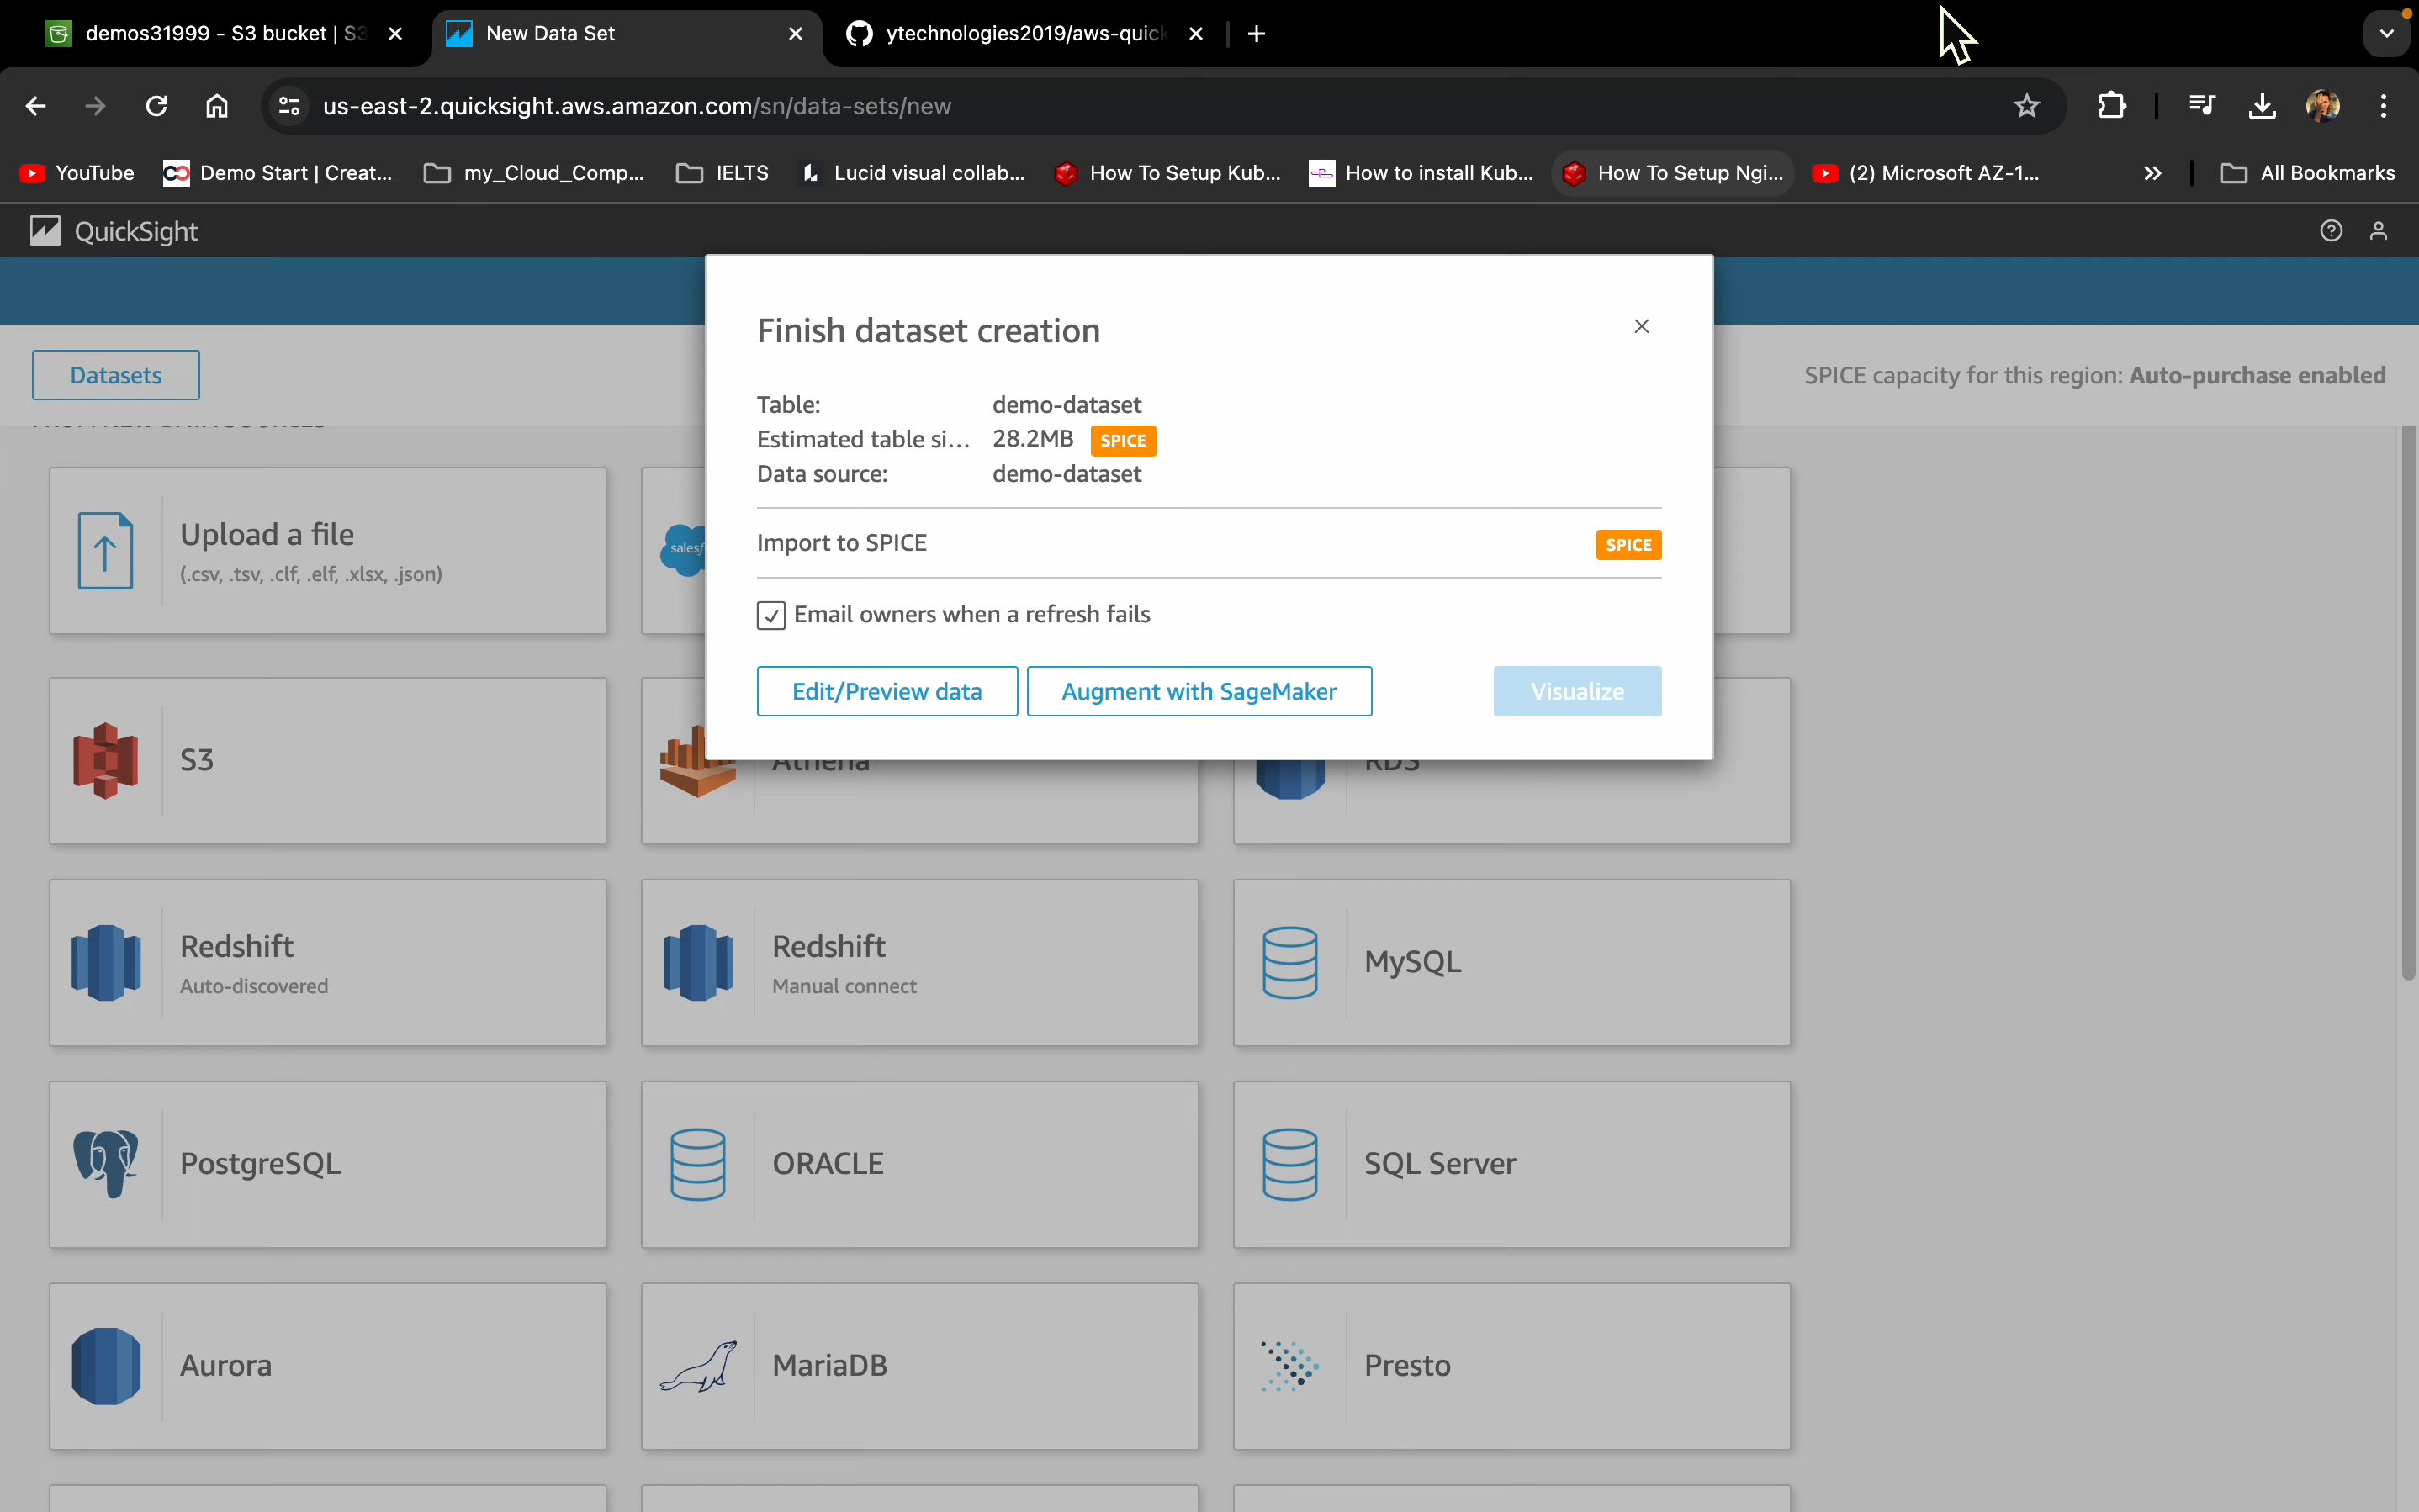 demos31999 - S3 bucket | S3
New Data Set
ytechnologies2019/aws-quick
us-east-2.quicksight.aws.amazon.com/sn/data-sets/new
YouTube
Demo Start | Creat...
my_Cloud_Comp...
IELTS
Lucid visual collab...
How To Setup Kub...
How to install Kub...
How To Setup Ngi...
(2) Microsoft AZ-1...
All Bookmarks
QuickSight
Datasets
SPICE capacity for this region: Auto-purchase enabled
Finish dataset creation
Table: demo-dataset
Estimated table si... 28.2MB SPICE
Data source: demo-dataset
Import to SPICE SPICE
Email owners when a refresh fails
Edit/Preview data
Augment with SageMaker
Visualize
Upload a file
(.csv, .tsv, .clf, .elf, .xlsx, .json)
S3
Athena
RDS
Redshift
Auto-discovered
Redshift
Manual connect
MySQL
PostgreSQL
ORACLE
SQL Server
Aurora
MariaDB
Presto